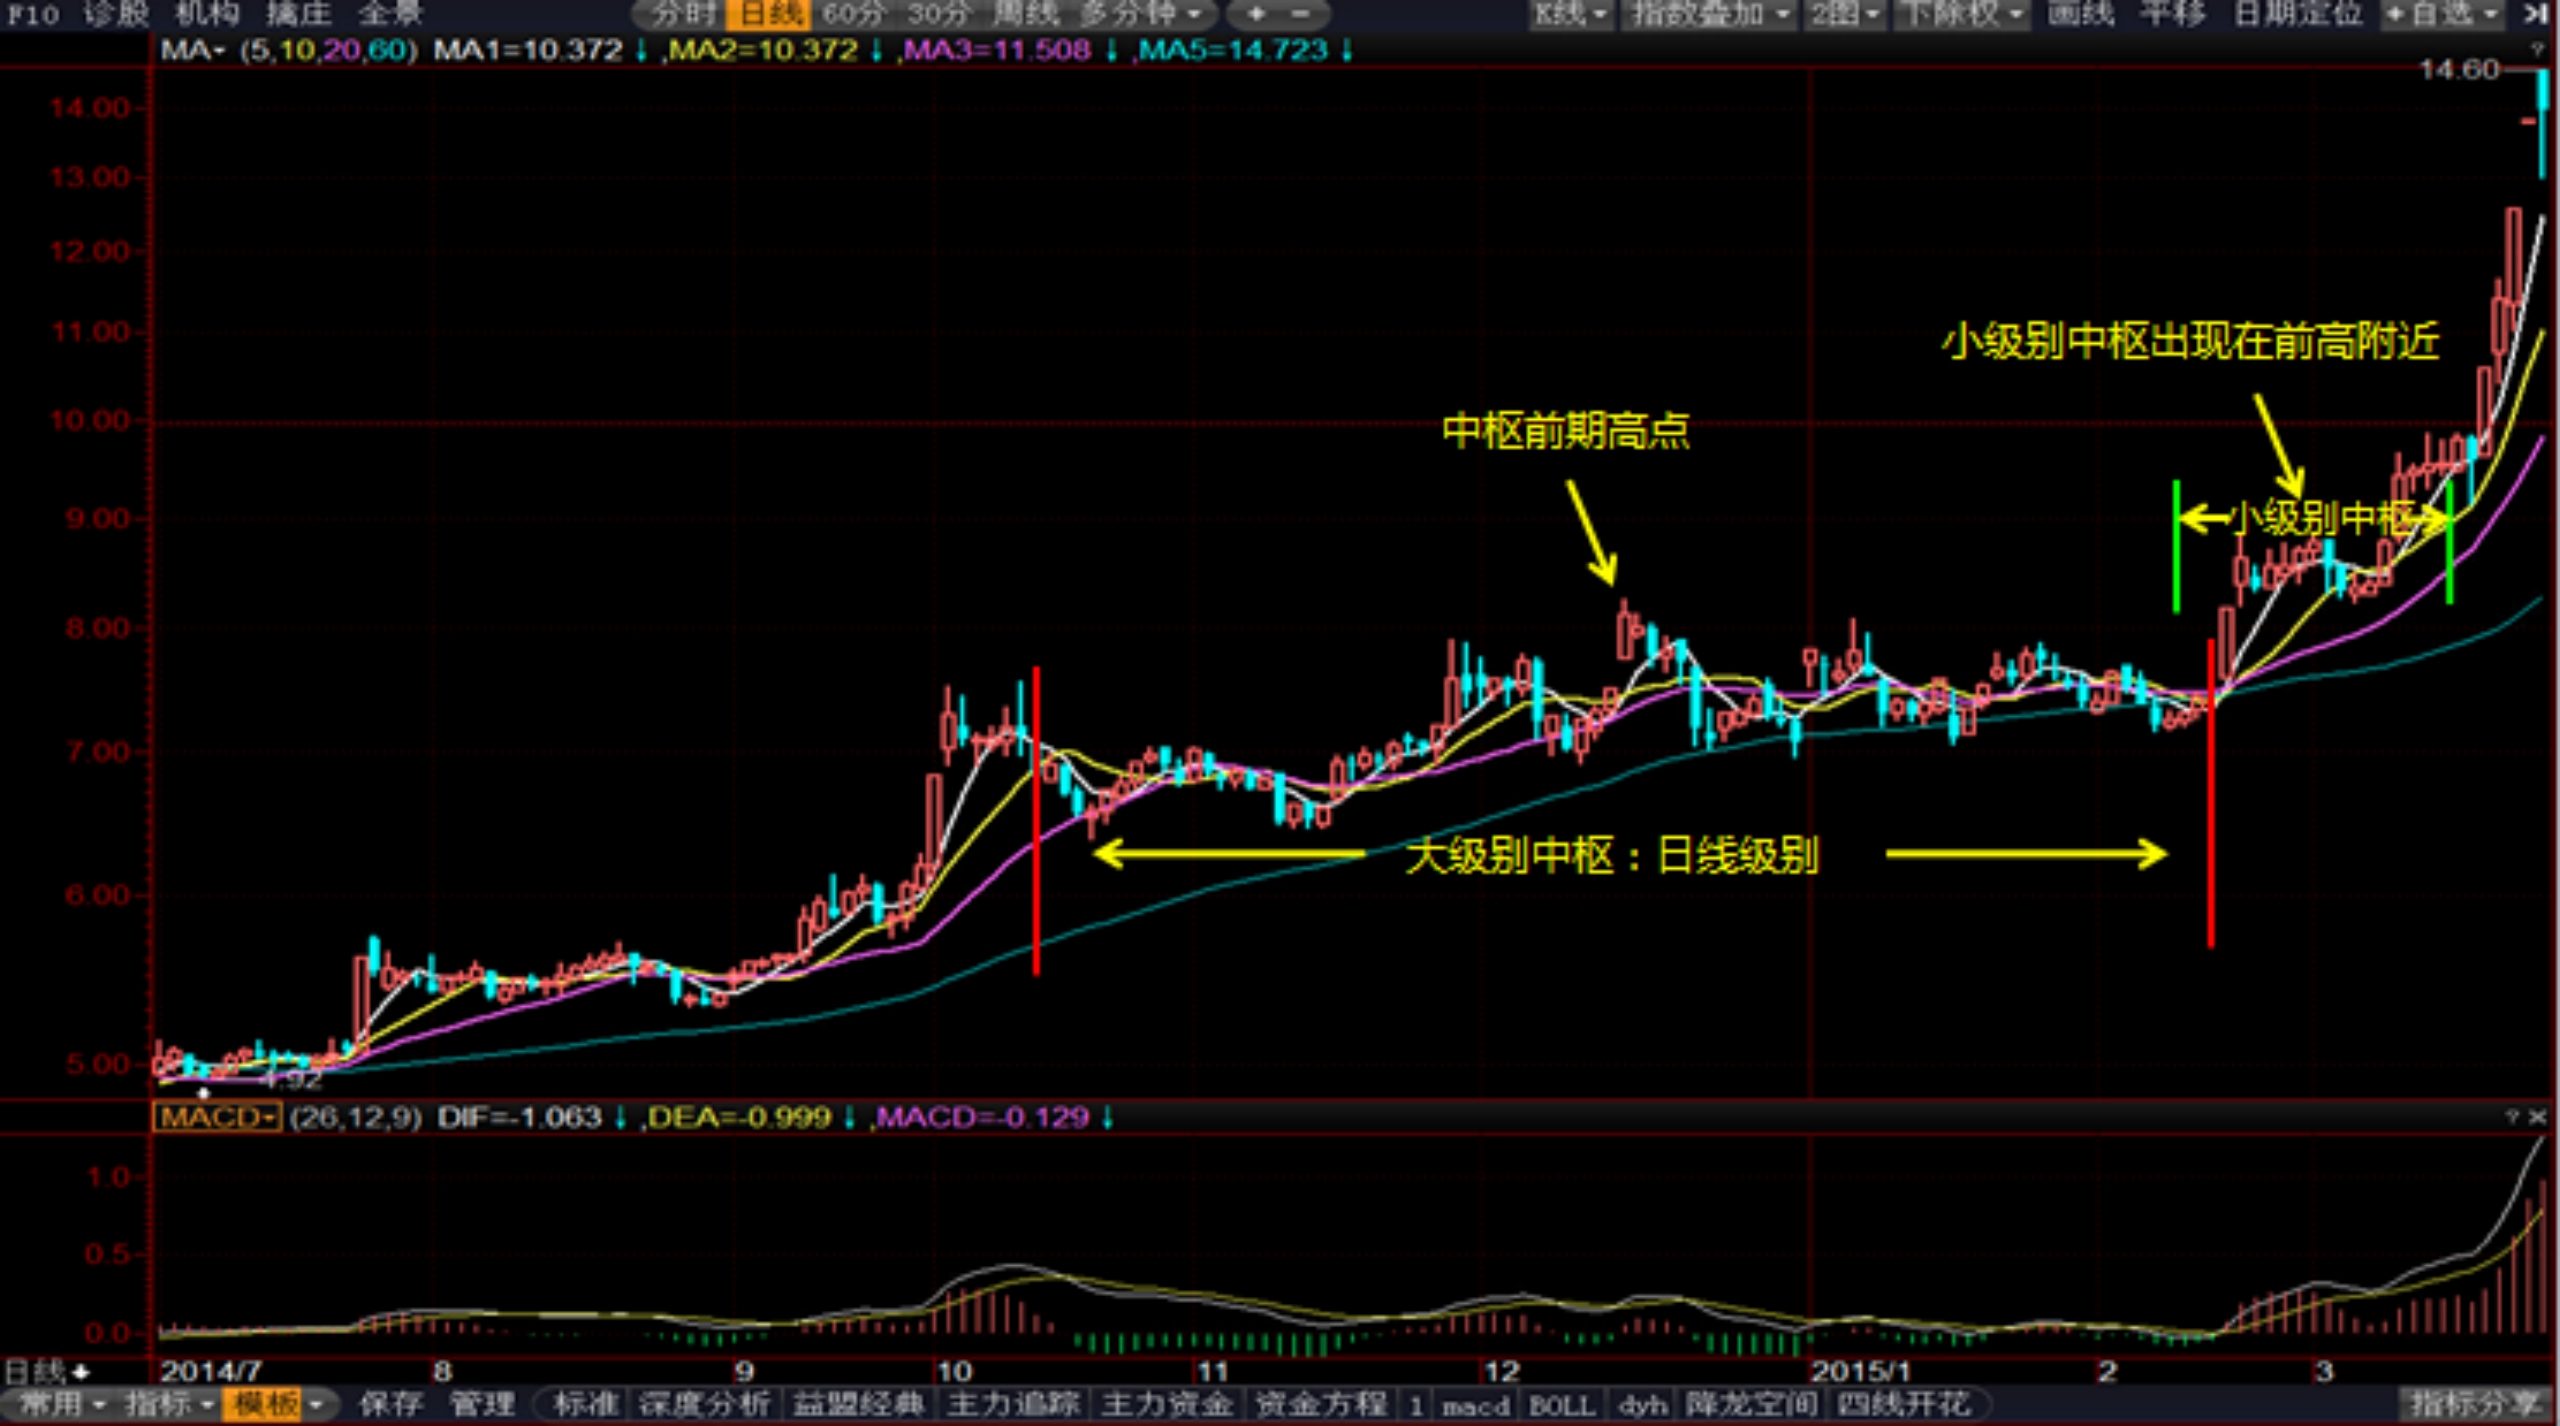 F10 诊股 机构 擒庄 全景 分时 日线 60分 30分 周线 多分钟 + - K线 指数叠加 2图 下除权 画线 平移 日期定位 +自选
MA (5,10,20,60) MA1=10.372↓ ,MA2=10.372↓ ,MA3=11.508↓ ,MA5=14.723↓ ?
14.60
14.00
13.00
12.00
11.00
小级别中枢出现在前高附近
10.00
中枢前期高点
9.00
小级别中枢
8.00
7.00
大级别中枢：日线级别
6.00
5.00
4.92
MACD (26,12,9) DIF=-1.063↓ ,DEA=-0.999↓ ,MACD=-0.129↓ ? ×
1.0
0.5
0.0
日线 2014/7 8 9 10 11 12 2015/1 2 3
常用 指标 模板 保存 管理 标准 深度分析 益盟经典 主力追踪 主力资金 资金方程 1 macd BOLL dyh 降龙空间 四线开花 指标分享